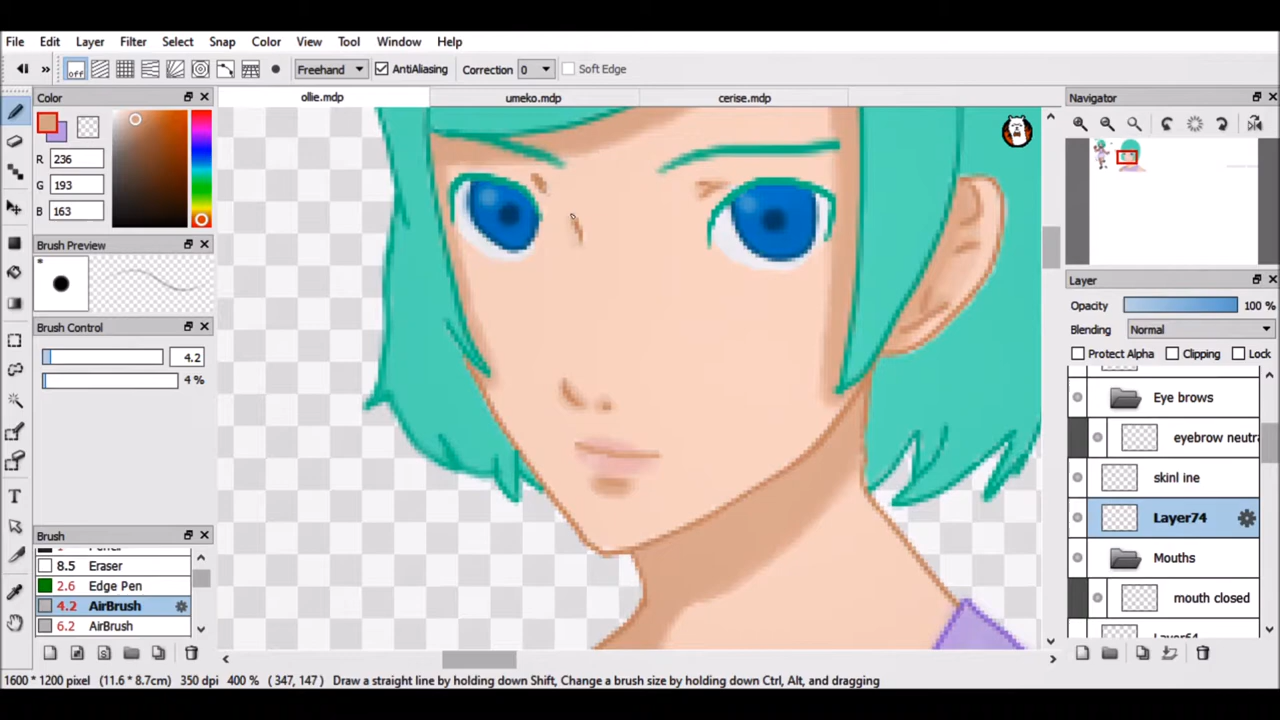 File Edit Layer Filter Select Snap Color View Tool Window Help
Off Freehand AntiAliasing Correction 0 Soft Edge
ollie.mdp umeko.mdp cerise.mdp
Color
R 236
G 193
B 163
Brush Preview
Brush Control
4.2
4 %
Brush
8.5 Eraser
2.6 Edge Pen
4.2 AirBrush
6.2 AirBrush
Navigator
Layer
Opacity 100 %
Blending Normal
Protect Alpha Clipping Lock
Eye brows
eyebrow neutra
skinl ine
Layer74
Mouths
mouth closed
1600 * 1200 pixel (11.6 * 8.7cm) 350 dpi 400 % ( 347, 147 ) Draw a straight line by holding down Shift, Change a brush size by holding down Ctrl, Alt, and dragging